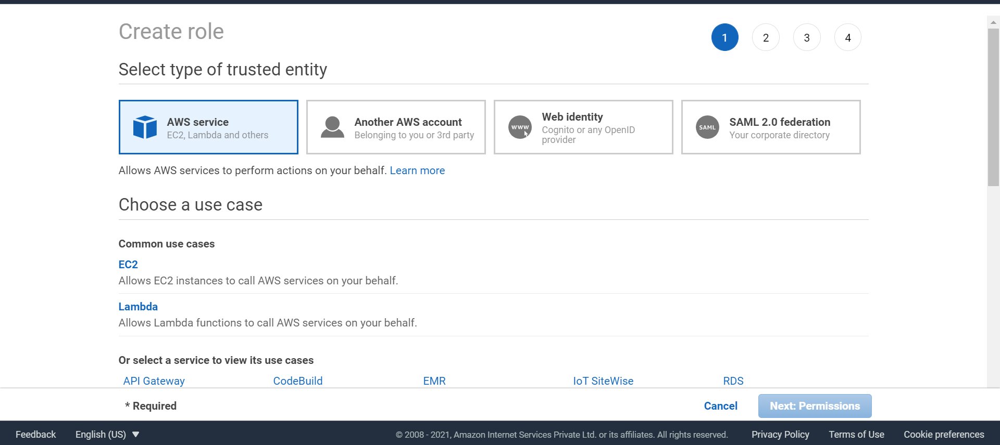 Create role
1 2 3 4
Select type of trusted entity
AWS service
EC2, Lambda and others
Another AWS account
Belonging to you or 3rd party
www
Web identity
Cognito or any OpenID
provider
SAML
SAML 2.0 federation
Your corporate directory
Allows AWS services to perform actions on your behalf. Learn more
Choose a use case
Common use cases
EC2
Allows EC2 instances to call AWS services on your behalf.
Lambda
Allows Lambda functions to call AWS services on your behalf.
Or select a service to view its use cases
API Gateway CodeBuild EMR IoT SiteWise RDS
* Required Cancel Next: Permissions
Feedback English (US) © 2008 - 2021, Amazon Internet Services Private Ltd. or its affiliates. All rights reserved. Privacy Policy Terms of Use Cookie preferences